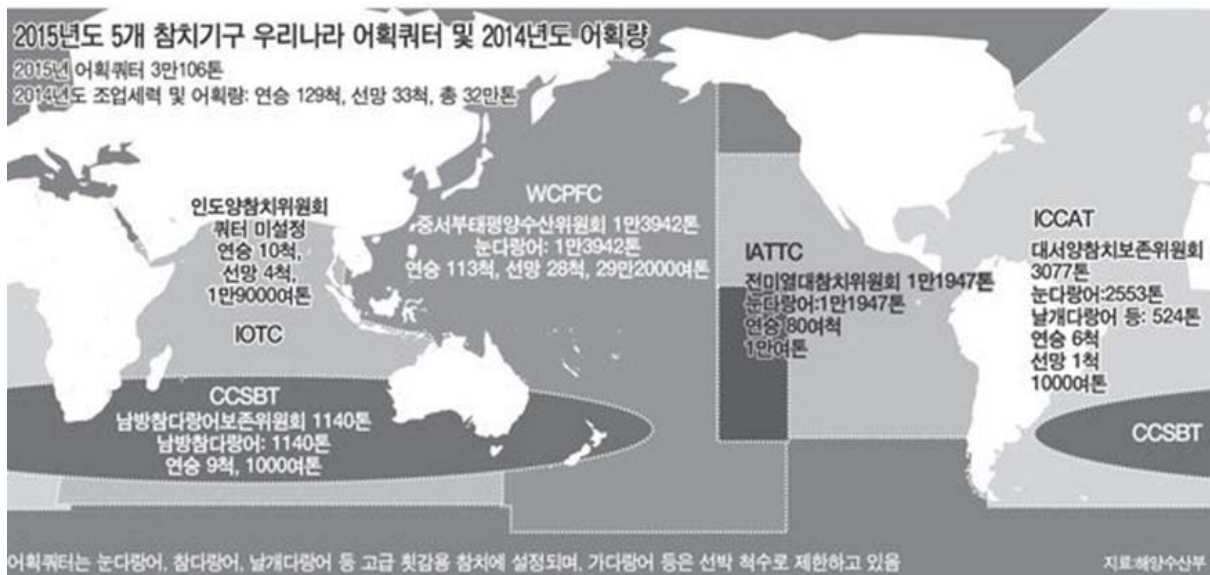 2015년도 5개 참치기구 우리나라 어획쿼터 및 2014년도 어획량
2015년 어획쿼터 3만106톤
2014년도 조업세력 및 어획량: 연승 129척, 선망 33척, 총 32만톤
인도양참치위원회
쿼터 미설정
연승 10척,
선망 4척,
1만9000여톤
IOTC
WCPFC
중서부태평양수산위원회 1만3942톤
눈다랑어: 1만3942톤
연승 113척, 선망 28척, 29만2000여톤
IATTC
전미열대참치위원회 1만1947톤
눈다랑어:1만1947톤
연승 80여척
1만여톤
ICCAT
대서양참치보존위원회
3077톤
눈다랑어:2553톤
날개다랑어 등: 524톤
연승 6척
선망 1척
1000여톤
CCSBT
남방참다랑어보존위원회 1140톤
남방참다랑어: 1140톤
연승 9척, 1000여톤
CCSBT
어획쿼터는 눈다랑어, 참다랑어, 날개다랑어 등 고급 횟감용 참치에 설정되며, 가다랑어 등은 선박 척수로 제한하고 있음
자료:해양수산부